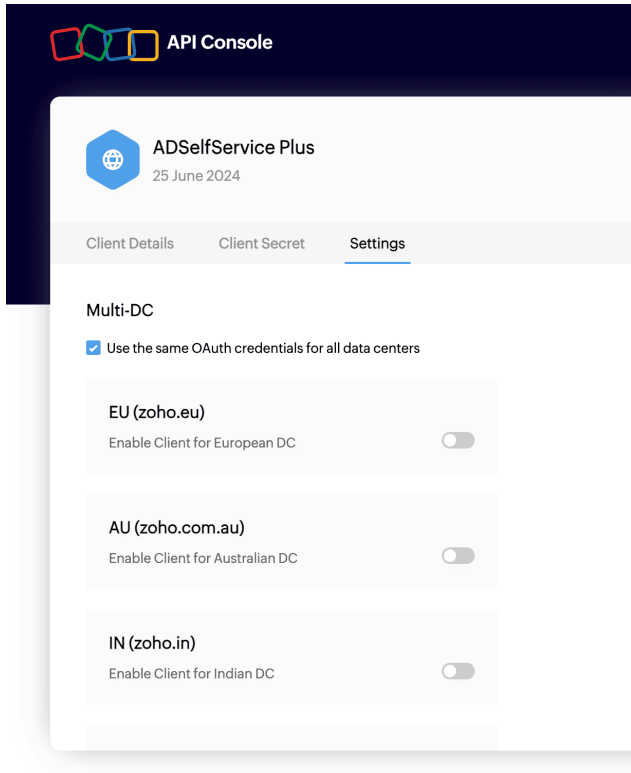 API Console
ADSelfService Plus
25 June 2024
Client Details Client Secret Settings
Multi-DC
Use the same OAuth credentials for all data centers
EU (zoho.eu)
Enable Client for European DC
AU (zoho.com.au)
Enable Client for Australian DC
IN (zoho.in)
Enable Client for Indian DC